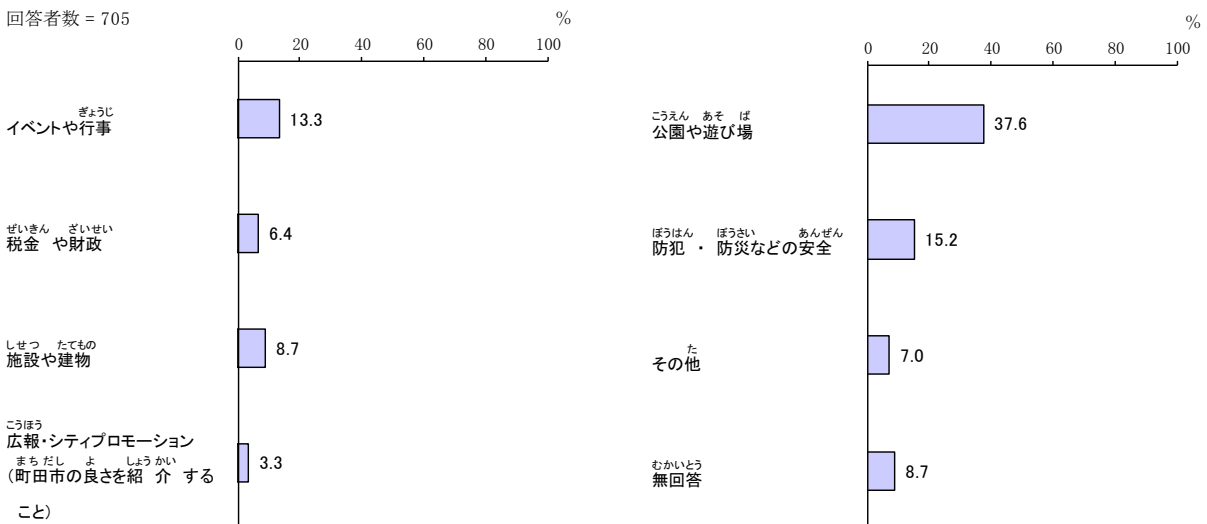 回答者数 = 705
%
0 20 40 60 80 100
ぎょうじ
イベントや行事
13.3
ぜいきん ざいせい
税金 や財政
6.4
しせつ たてもの
施設や建物
8.7
こうほう
広報・シティプロモーション
まちだし よ しょうかい
(町田市の良さを紹 介 する
こと)
3.3
%
0 20 40 60 80 100
こうえん あそ ば
公園や遊び場
37.6
ぼうはん ぼうさい あんぜん
防犯 ・ 防災などの安全
15.2
た
その他
7.0
むかいとう
無回答
8.7